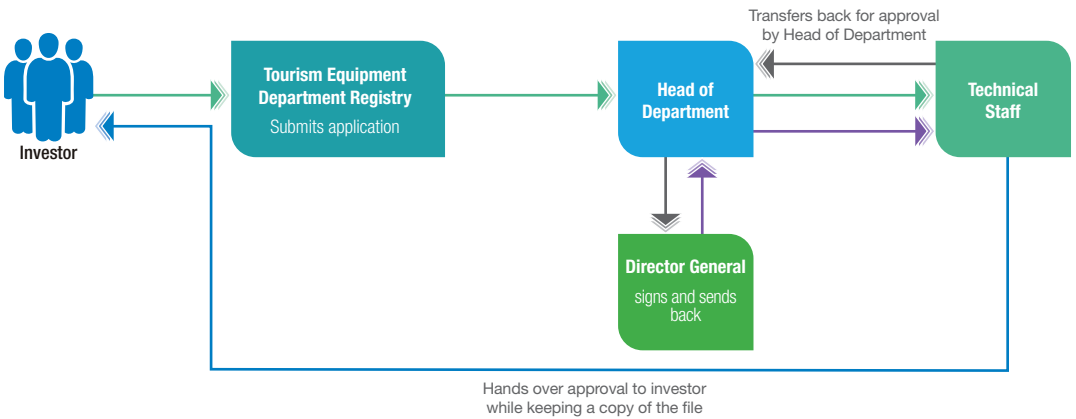 Transfers back for approval
by Head of Department
Investor
Tourism Equipment
Department Registry
Submits application
Head of
Department
Technical
Staff
Director General
signs and sends
back
Hands over approval to investor
while keeping a copy of the file